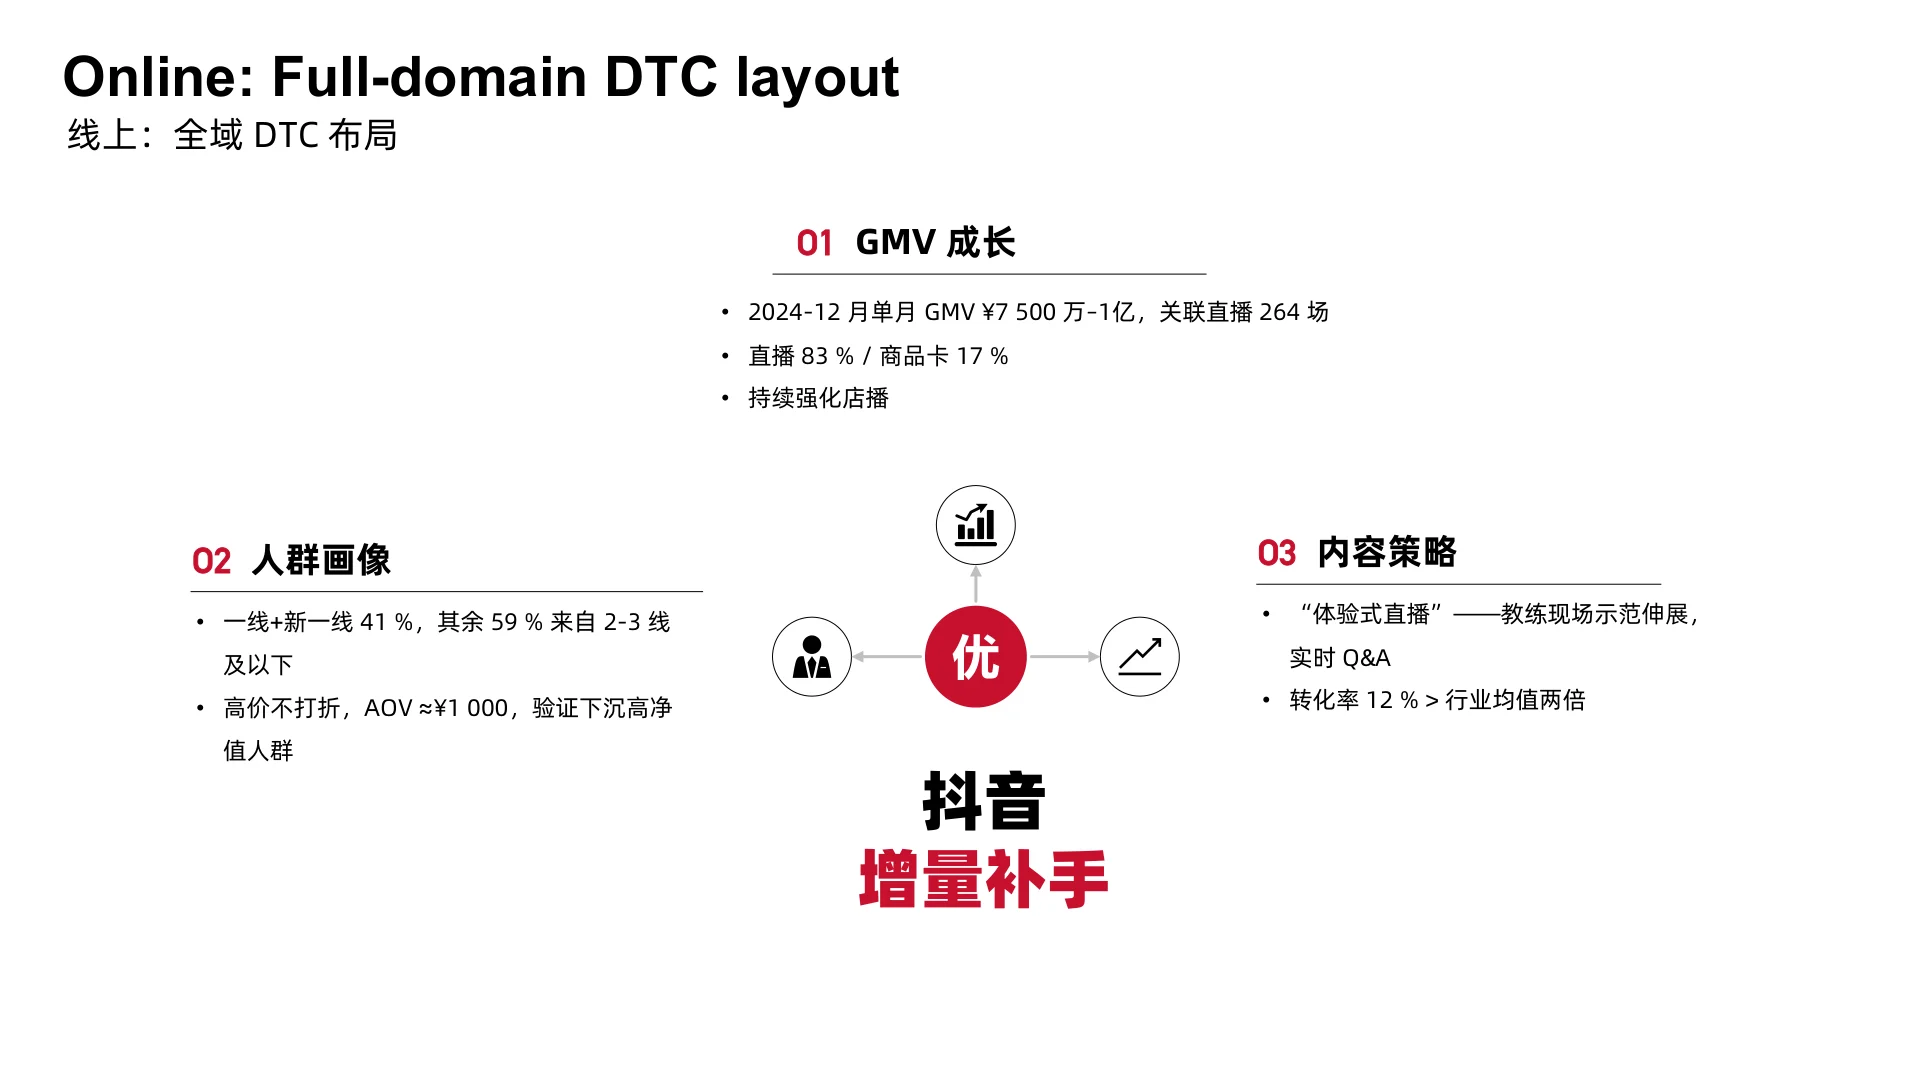 Online: Full-domain DTC layout
线上：全域 DTC 布局
01 GMV 成长
• 2024-12 月单月 GMV ¥7 500 万–1亿，关联直播 264 场
• 直播 83 % / 商品卡 17 %
• 持续强化店播
02 人群画像
• 一线+新一线 41 %，其余 59 % 来自 2-3 线
及以下
• 高价不打折，AOV ≈¥1 000，验证下沉高净
值人群
优
03 内容策略
• “体验式直播”——教练现场示范伸展，
实时 Q&A
• 转化率 12 % > 行业均值两倍
抖音
增量补手